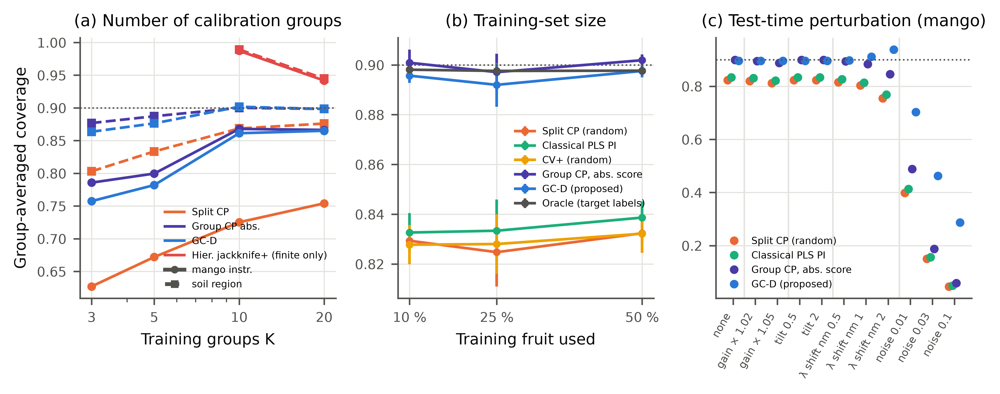 (a) Number of calibration groups
Group-averaged coverage
1.00
0.95
0.90
0.85
0.80
0.75
0.70
0.65
Split CP
Group CP abs.
GC-D
Hier. jackknife+ (finite only)
mango instr.
soil region
3 5 10 20
Training groups K
(b) Training-set size
0.90
0.88
0.86
0.84
0.82
Split CP (random)
Classical PLS PI
CV+ (random)
Group CP, abs. score
GC-D (proposed)
Oracle (target labels)
10 % 25 % 50 %
Training fruit used
(c) Test-time perturbation (mango)
0.8
0.6
0.4
0.2
Split CP (random)
Classical PLS PI
Group CP, abs. score
GC-D (proposed)
none
gain × 1.02
gain × 1.05
tilt 0.5
tilt 2
λ shift nm 0.5
λ shift nm 1
λ shift nm 2
noise 0.01
noise 0.03
noise 0.1